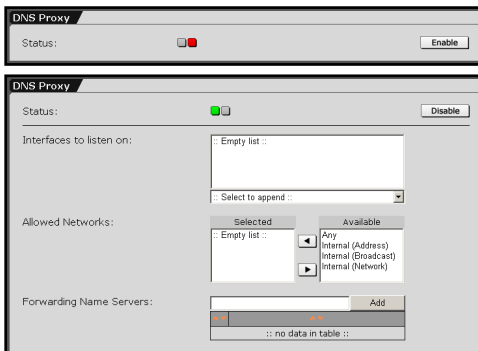 DNS Proxy
Status: Enable
DNS Proxy
Status: Disable
Interfaces to listen on: :: Empty list ::
:: Select to append ::
Allowed Networks: Selected Available
:: Empty list :: Any
Internal (Address)
Internal (Broadcast)
Internal (Network)
Forwarding Name Servers: Add
:: no data in table ::